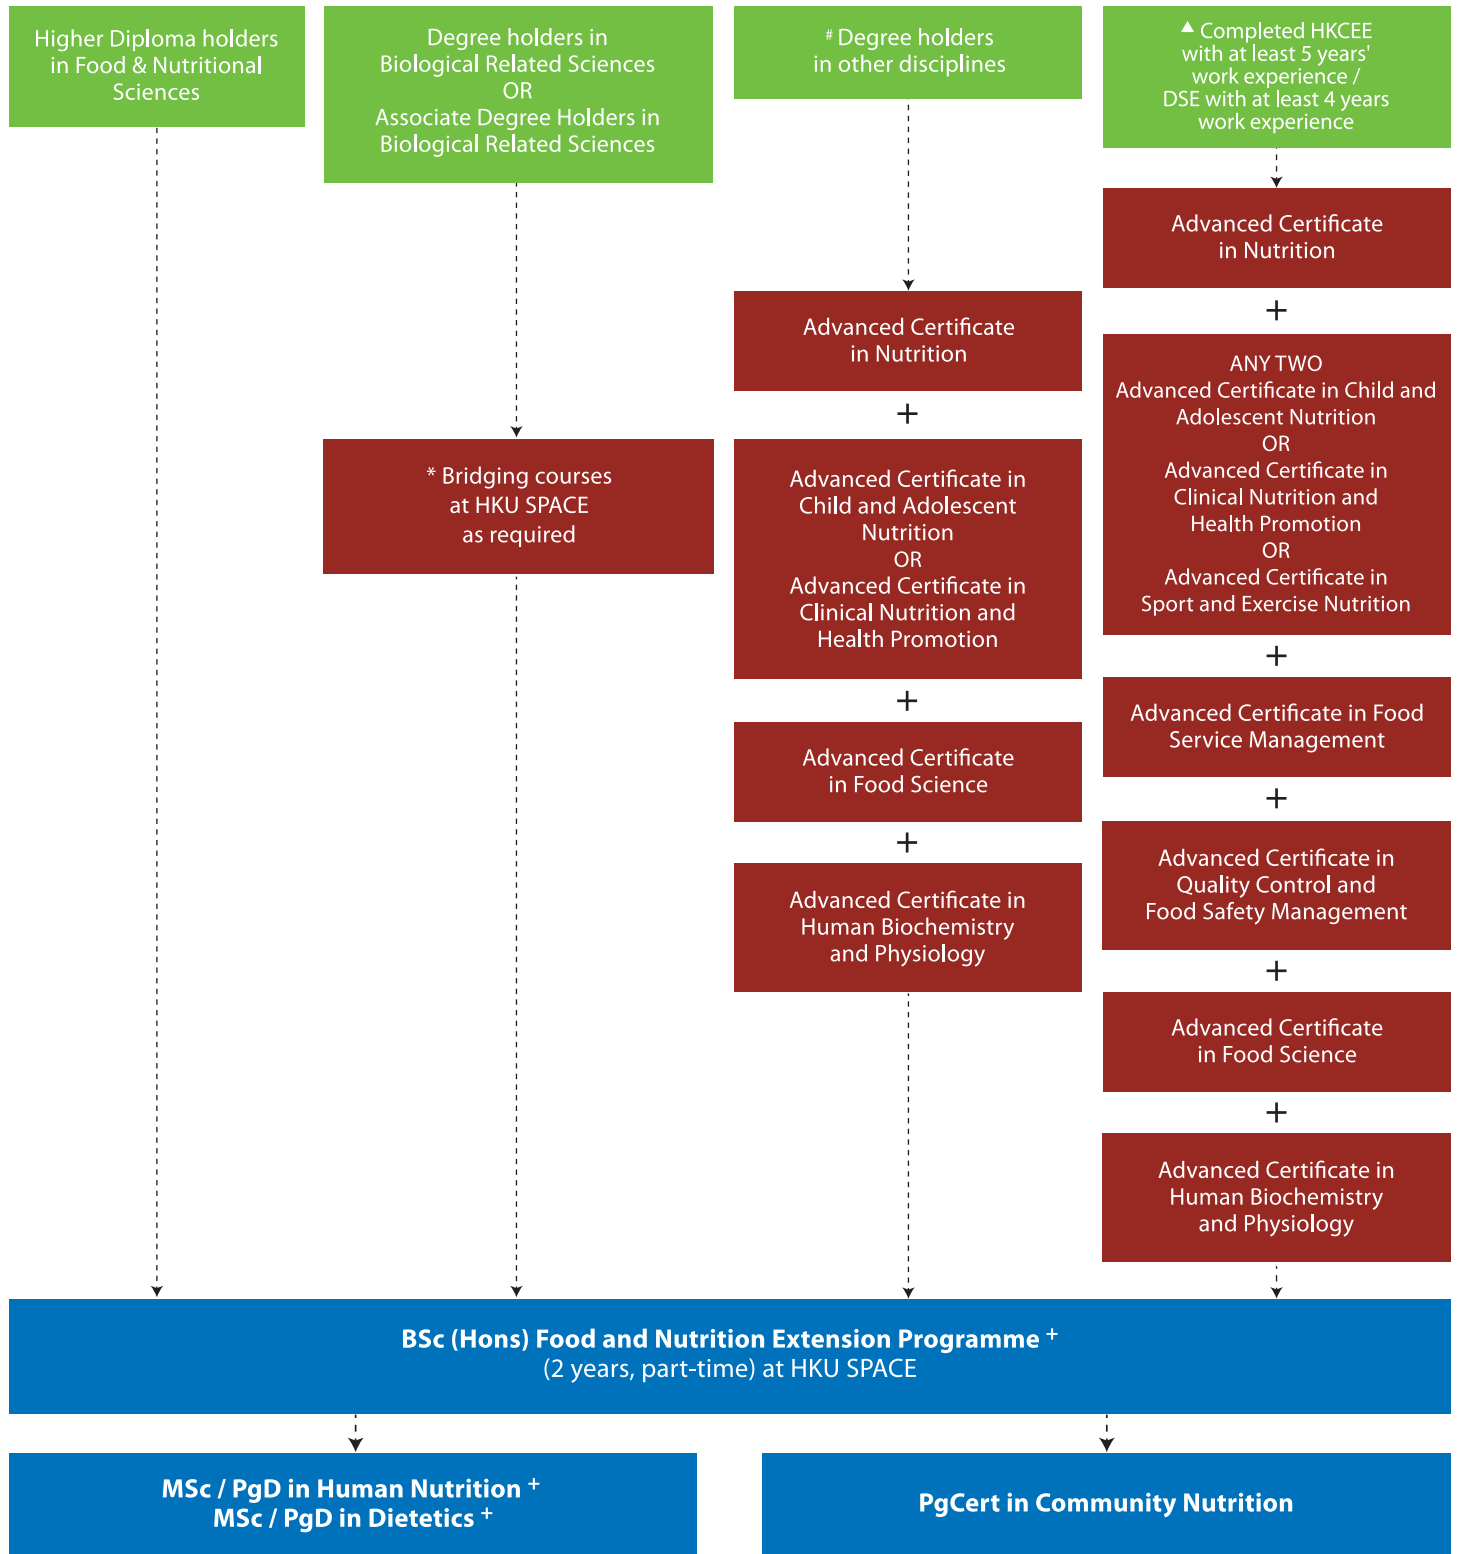 Higher Diploma holders
in Food & Nutritional
Sciences
Degree holders in
Biological Related Sciences
OR
Associate Degree Holders in
Biological Related Sciences
* Bridging courses
at HKU SPACE
as required
# Degree holders
in other disciplines
Advanced Certificate
in Nutrition
+
Advanced Certificate in
Child and Adolescent
Nutrition
OR
Advanced Certificate in
Clinical Nutrition and
Health Promotion
+
Advanced Certificate
in Food Science
+
Advanced Certificate in
Human Biochemistry
and Physiology
▲ Completed HKCEE
with at least 5 years'
work experience /
DSE with at least 4 years
work experience
Advanced Certificate
in Nutrition
+
ANY TWO
Advanced Certificate in Child and
Adolescent Nutrition
OR
Advanced Certificate in
Clinical Nutrition and
Health Promotion
OR
Advanced Certificate in
Sport and Exercise Nutrition
+
Advanced Certificate in Food
Service Management
+
Advanced Certificate in
Quality Control and
Food Safety Management
+
Advanced Certificate
in Food Science
+
Advanced Certificate in
Human Biochemistry
and Physiology
BSc (Hons) Food and Nutrition Extension Programme +
(2 years, part-time) at HKU SPACE
MSc / PgD in Human Nutrition +
MSc / PgD in Dietetics +
PgCert in Community Nutrition